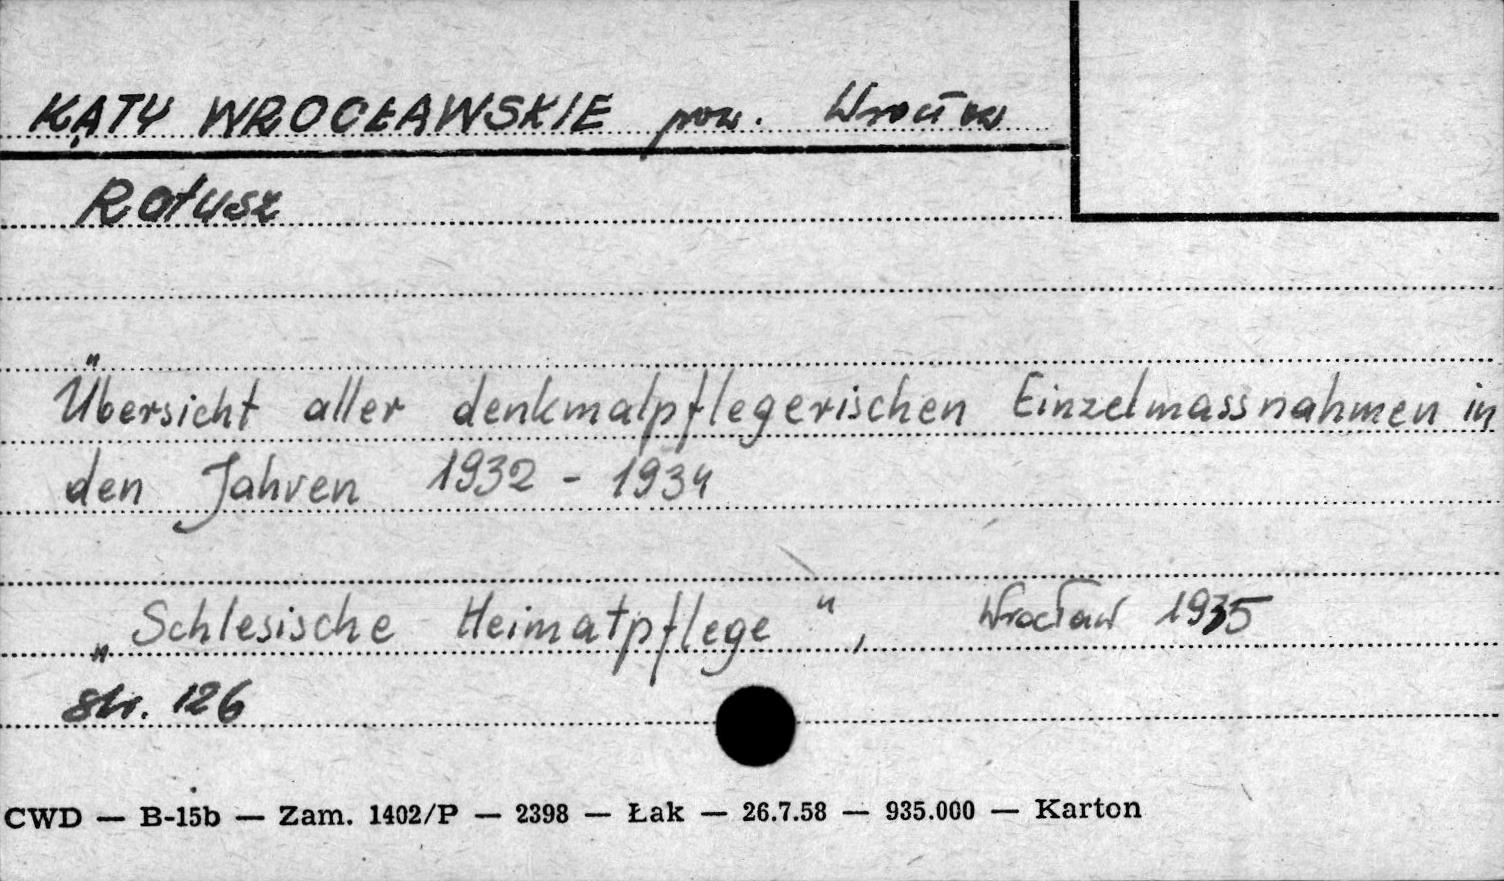 KĄTY WROCŁAWSKIE pow. Wrocław
Ratusz
Übersicht aller denkmalpflegerischen Einzelmassnahmen in
den Jahren 1932 - 1934
„Schlesische Heimatpflege", Wrocław 1935
str. 126
CWD — B-15b — Zam. 1402/P — 2398 — Łak — 26.7.58 — 935.000 — Karton